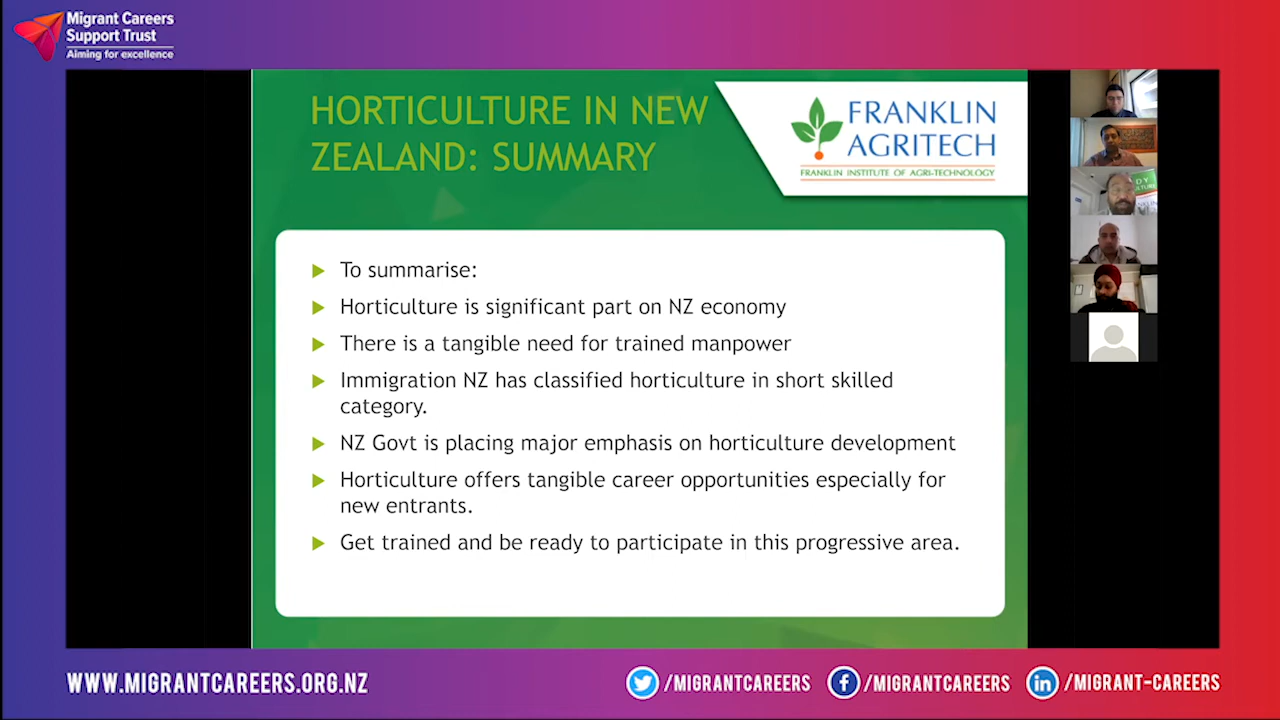 Migrant Careers
Support Trust
Aiming for excellence
HORTICULTURE IN NEW
ZEALAND: SUMMARY
FRANKLIN
AGRITECH
FRANKLIN INSTITUTE OF AGRI-TECHNOLOGY
To summarise:
Horticulture is significant part on NZ economy
There is a tangible need for trained manpower
Immigration NZ has classified horticulture in short skilled
category.
NZ Govt is placing major emphasis on horticulture development
Horticulture offers tangible career opportunities especially for
new entrants.
Get trained and be ready to participate in this progressive area.
WWW.MIGRANTCAREERS.ORG.NZ
/MIGRANTCAREERS
/MIGRANTCAREERS
/MIGRANT-CAREERS